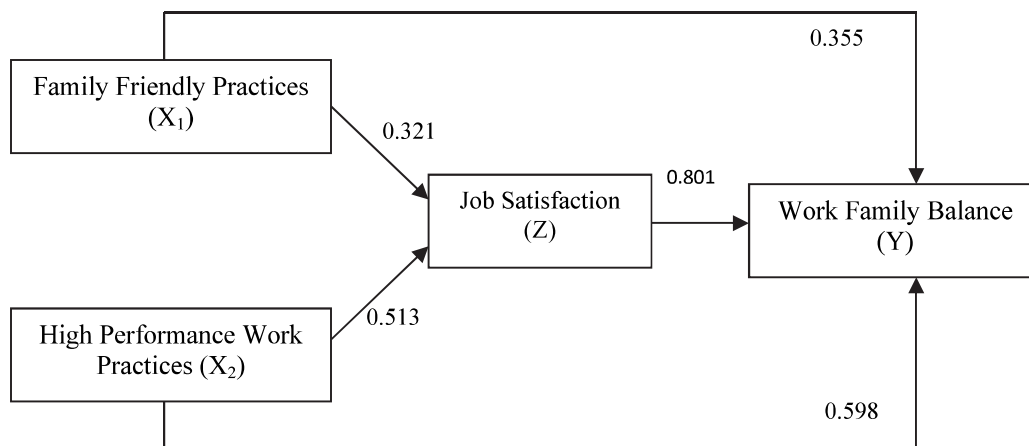 0.355
Family Friendly Practices
(X₁)
0.321
Job Satisfaction
(Z)
0.801
Work Family Balance
(Y)
0.513
High Performance Work
Practices (X₂)
0.598